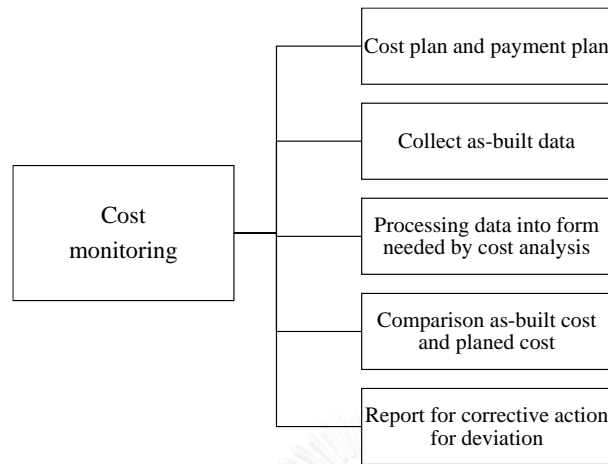 Cost
monitoring
Cost plan and payment plan
Collect as-built data
Processing data into form
needed by cost analysis
Comparison as-built cost
and planed cost
Report for corrective action
for deviation